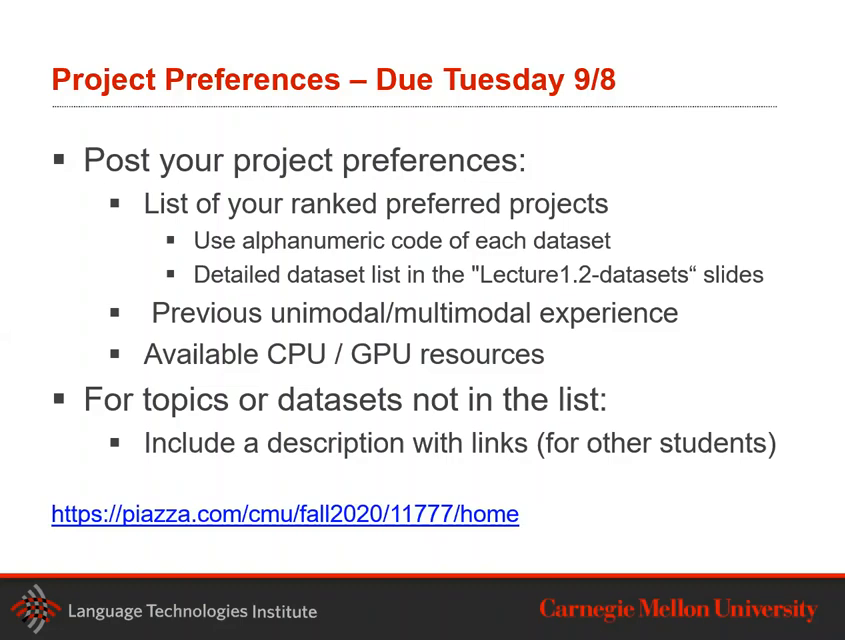 Project Preferences – Due Tuesday 9/8
▪ Post your project preferences:
▪ List of your ranked preferred projects
▪ Use alphanumeric code of each dataset
▪ Detailed dataset list in the "Lecture1.2-datasets“ slides
▪ Previous unimodal/multimodal experience
▪ Available CPU / GPU resources
▪ For topics or datasets not in the list:
▪ Include a description with links (for other students)
https://piazza.com/cmu/fall2020/11777/home
Language Technologies Institute
Carnegie Mellon University